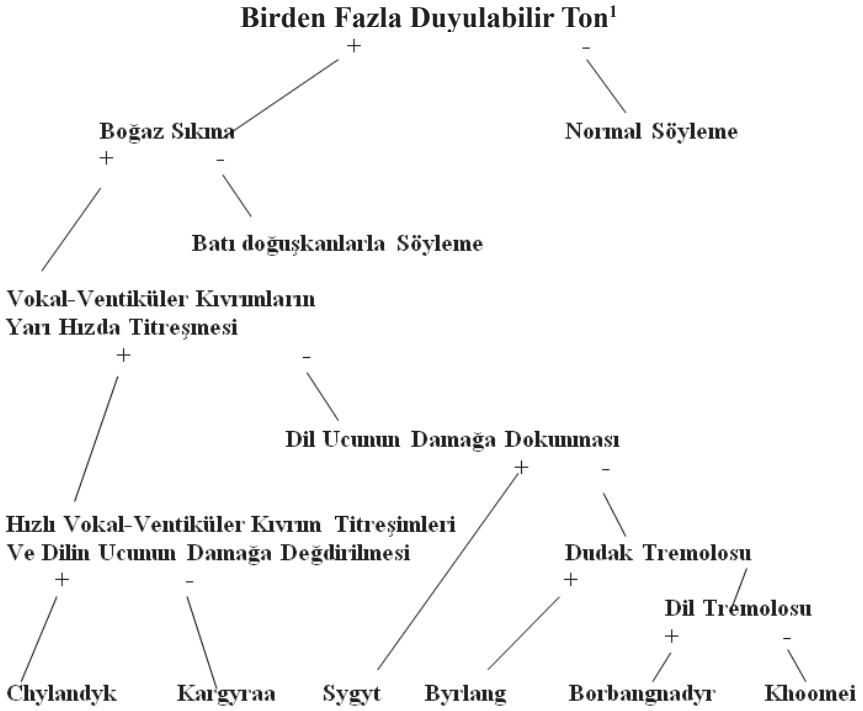 Birden Fazla Duyulabilir Ton¹
+ -
Boğaz Sıkma Normal Söyleme
+ -
Batı doğuşkanlarla Söyleme
Vokal-Ventiküler Kıvrımların
Yarı Hızda Titreşmesi
+ -
Dil Ucunun Damağa Dokunması
+ -
Hızlı Vokal-Ventiküler Kıvrım Titreşimleri
Ve Dilin Ucunun Damağa Değdirilmesi Dudak Tremolosu
+ - +
Dil Tremolosu
+ -
Chylandyk Kargyraa Sygyt Byrlang Borbangnadyr Khoomei